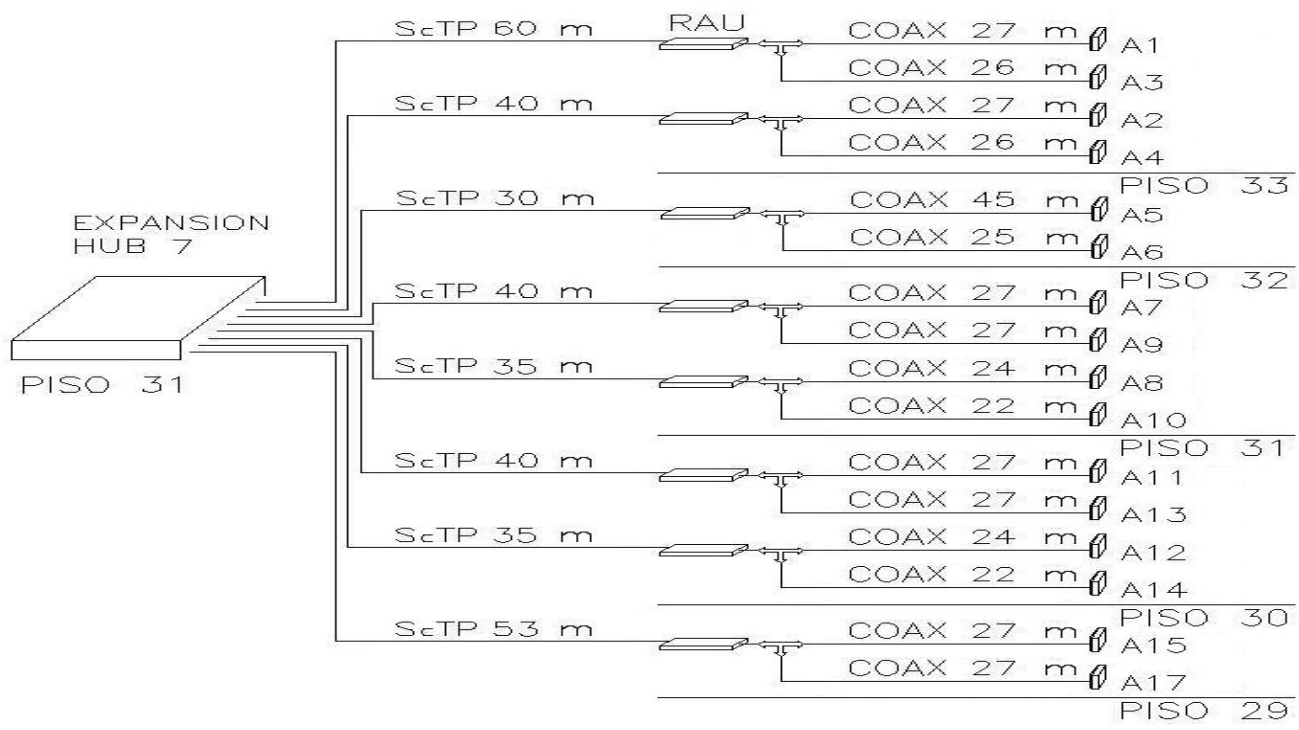 ScTP 60 m RAU COAX 27 m A1
COAX 26 m A3
ScTP 40 m COAX 27 m A2
COAX 26 m A4
PISO 33
ScTP 30 m COAX 45 m A5
EXPANSION
HUB 7
COAX 25 m A6
PISO 32
ScTP 40 m COAX 27 m A7
COAX 27 m A9
ScTP 35 m COAX 24 m A8
PISO 31
COAX 22 m A10
PISO 31
ScTP 40 m COAX 27 m A11
COAX 27 m A13
ScTP 35 m COAX 24 m A12
COAX 22 m A14
PISO 30
ScTP 53 m COAX 27 m A15
COAX 27 m A17
PISO 29